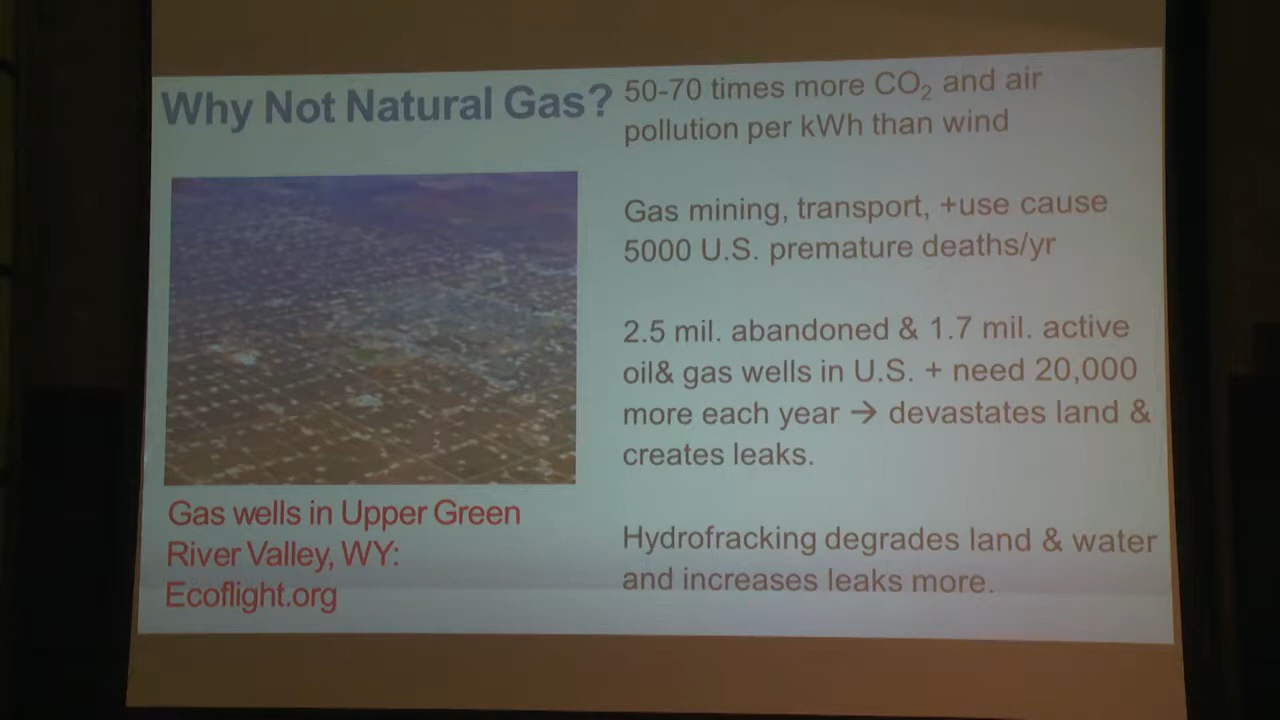 Why Not Natural Gas?
50-70 times more CO₂ and air
pollution per kWh than wind
Gas mining, transport, +use cause
5000 U.S. premature deaths/yr
2.5 mil. abandoned & 1.7 mil. active
oil& gas wells in U.S. + need 20,000
more each year → devastates land &
creates leaks.
Hydrofracking degrades land & water
and increases leaks more.
Gas wells in Upper Green
River Valley, WY:
Ecoflight.org